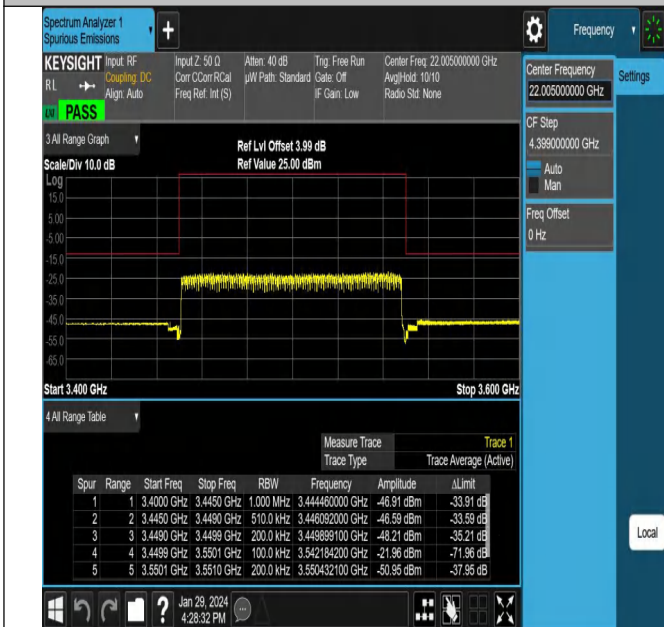 Spectrum Analyzer 1
Spurious Emissions
+
Frequency
KEYSIGHT
RL
PASS
Input: RF
Coupling: DC
Align: Auto
Input Z: 50 Ω
Corr CCorr RCal
Freq Ref: Int (S)
Atten: 40 dB
µW Path: Standard
Trig: Free Run
Gate: Off
IF Gain: Low
Center Freq: 22.005000000 GHz
Avg|Hold: 10/10
Radio Std: None
Center Frequency
22.005000000 GHz
Settings
CF Step
4.399000000 GHz
Auto
Man
Freq Offset
0 Hz
3 All Range Graph
Scale/Div 10.0 dB
Ref Lvl Offset 3.99 dB
Ref Value 25.00 dBm
Log
15.0
5.00
-5.00
-15.0
-25.0
-35.0
-45.0
-55.0
-65.0
Start 3.400 GHz
Stop 3.600 GHz
4 All Range Table
Measure Trace Trace 1
Trace Type Trace Average (Active)
Spur Range Start Freq Stop Freq RBW Frequency Amplitude ΔLimit
1 1 3.4000 GHz 3.4450 GHz 1.000 MHz 3.444460000 GHz -46.91 dBm -33.91 dB
2 2 3.4450 GHz 3.4490 GHz 510.0 kHz 3.446092000 GHz -46.59 dBm -33.59 dB
3 3 3.4490 GHz 3.4499 GHz 200.0 kHz 3.449899100 GHz -48.21 dBm -35.21 dB
4 4 3.4499 GHz 3.5501 GHz 100.0 kHz 3.542184200 GHz -21.96 dBm -71.96 dB
5 5 3.5501 GHz 3.5510 GHz 200.0 kHz 3.550432100 GHz -50.95 dBm -37.95 dB
Local
?
Jan 29, 2024
4:28:32 PM